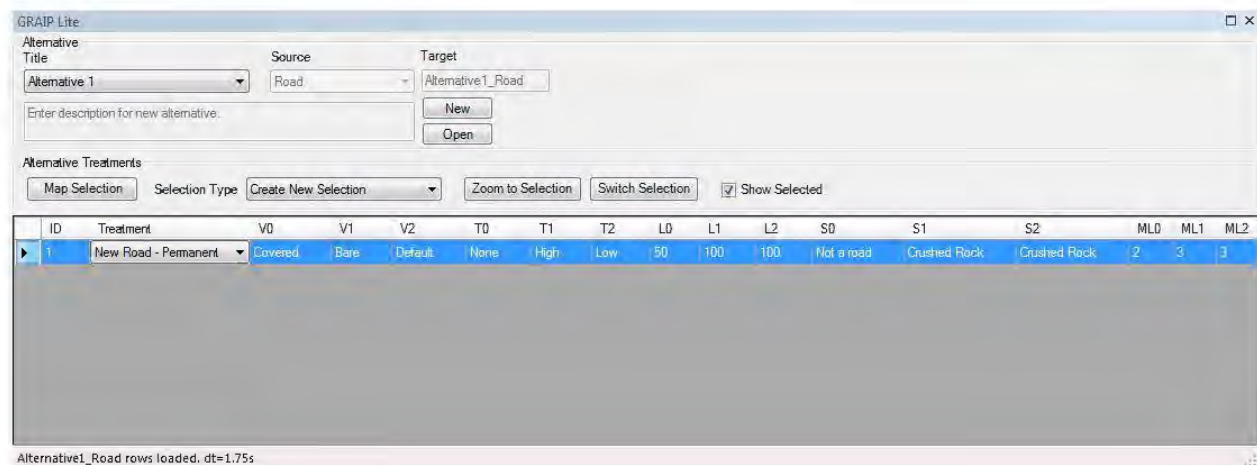 GRAIP Lite
Alternative
Title Source Target
Alternative 1 Road Alternative1_Road
Enter description for new alternative. New
Open
Alternative Treatments
Map Selection Selection Type Create New Selection Zoom to Selection Switch Selection Show Selected
ID Treatment V0 V1 V2 T0 T1 T2 L0 L1 L2 S0 S1 S2 ML0 ML1 ML2
1 New Road - Permanent Covered Bare Default None High Low 50 100 100 Not a road Crushed Rock Crushed Rock 2 3 3
Alternative1_Road rows loaded. dt=1.75s